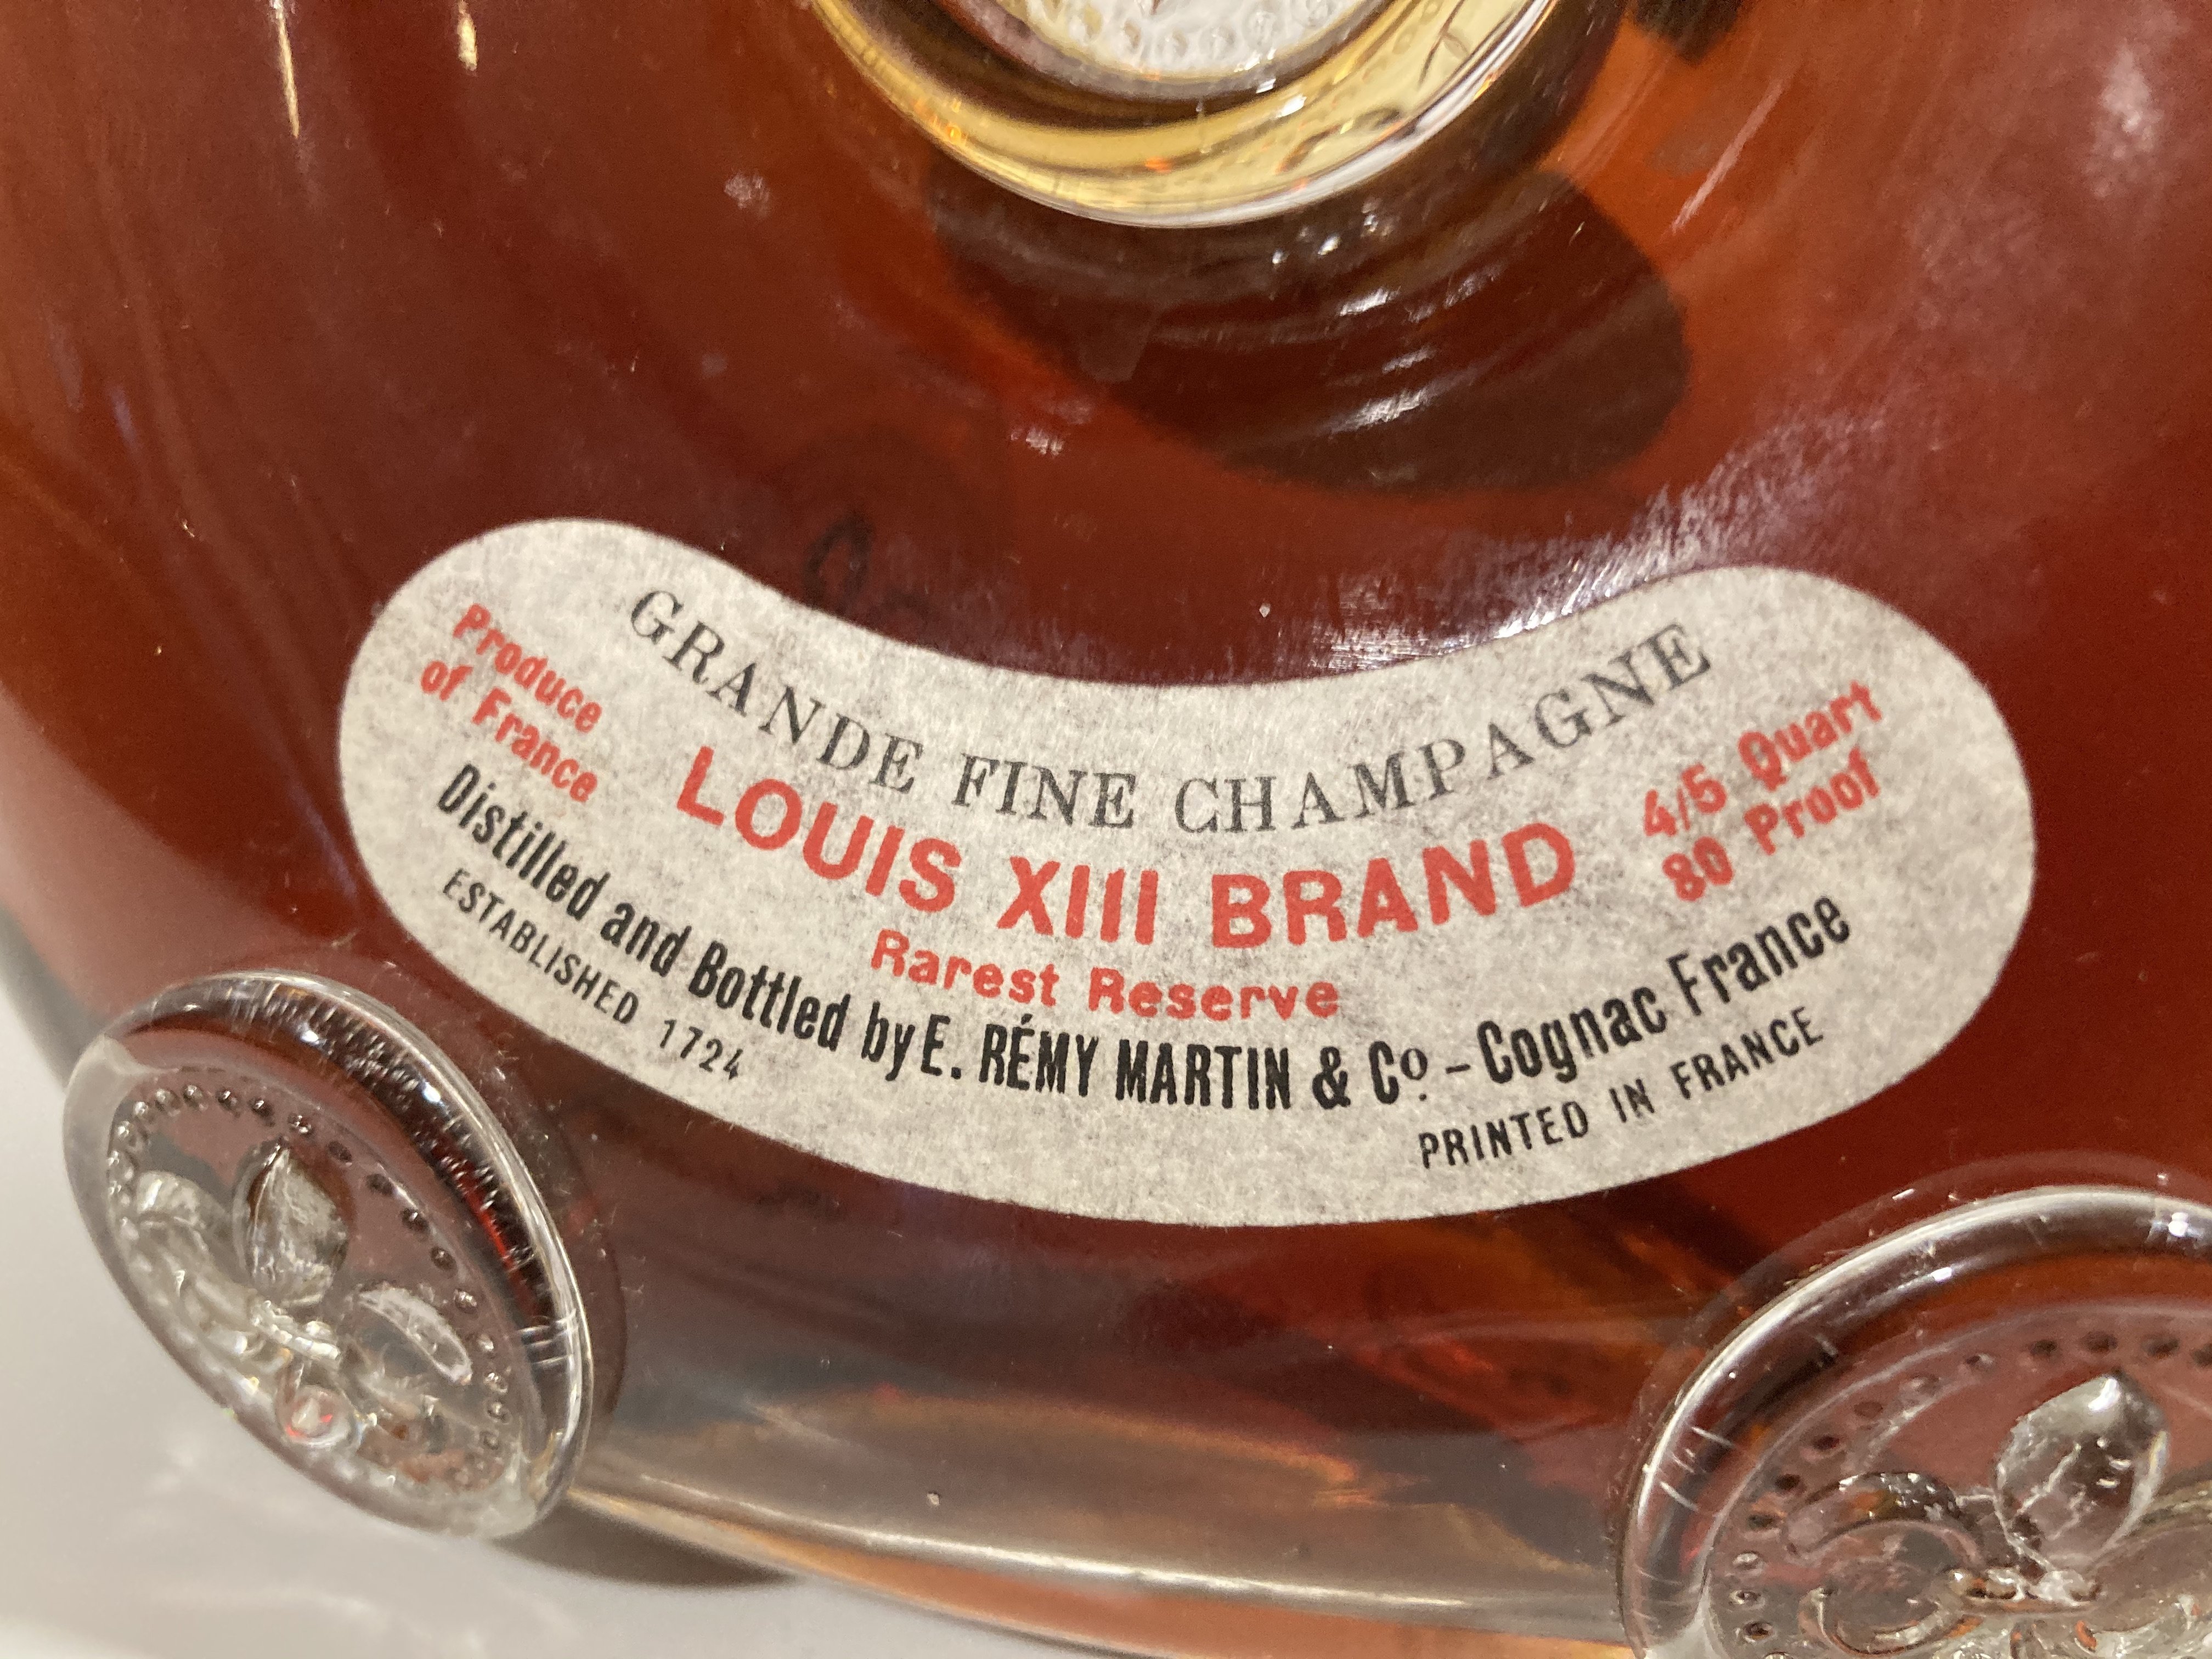 GRANDE FINE CHAMPAGNE
Produce
of France
LOUIS XIII BRAND
4/5 Quart
80 Proof
Rarest Reserve
Distilled and Bottled by E. RÉMY MARTIN & Cº - Cognac France
ESTABLISHED 1724
PRINTED IN FRANCE